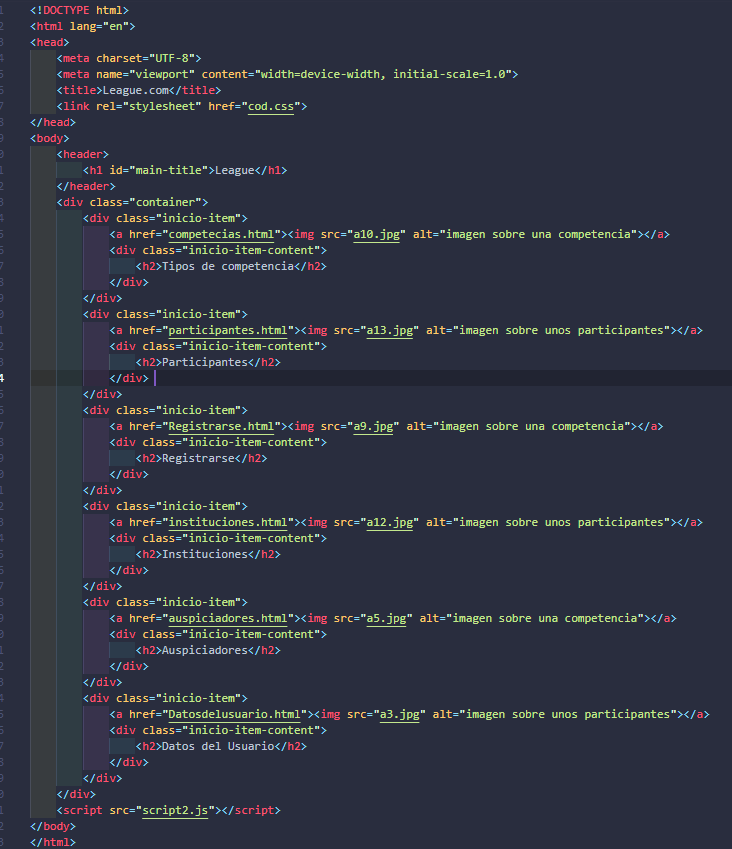 <!DOCTYPE html>
<html lang="en">
<head>
    <meta charset="UTF-8">
    <meta name="viewport" content="width=device-width, initial-scale=1.0">
    <title>League.com</title>
    <link rel="stylesheet" href="cod.css">
</head>
<body>
    <header>
        <h1 id="main-title">League</h1>
    </header>
    <div class="container">
        <div class="inicio-item">
            <a href="competecias.html"><img src="a10.jpg" alt="imagen sobre una competencia"></a>
            <div class="inicio-item-content">
                <h2>Tipos de competencia</h2>
            </div>
        </div>
        <div class="inicio-item">
            <a href="participantes.html"><img src="a13.jpg" alt="imagen sobre unos participantes"></a>
            <div class="inicio-item-content">
                <h2>Participantes</h2>
            </div>
        </div>
        <div class="inicio-item">
            <a href="Registrarse.html"><img src="a9.jpg" alt="imagen sobre una competencia"></a>
            <div class="inicio-item-content">
                <h2>Registrarse</h2>
            </div>
        </div>
        <div class="inicio-item">
            <a href="instituciones.html"><img src="a12.jpg" alt="imagen sobre unos participantes"></a>
            <div class="inicio-item-content">
                <h2>Instituciones</h2>
            </div>
        </div>
        <div class="inicio-item">
            <a href="auspiciadores.html"><img src="a5.jpg" alt="imagen sobre una competencia"></a>
            <div class="inicio-item-content">
                <h2>Auspiciadores</h2>
            </div>
        </div>
        <div class="inicio-item">
            <a href="Datosdelusuario.html"><img src="a3.jpg" alt="imagen sobre unos participantes"></a>
            <div class="inicio-item-content">
                <h2>Datos del Usuario</h2>
            </div>
        </div>
    </div>
    <script src="script2.js"></script>
</body>
</html>